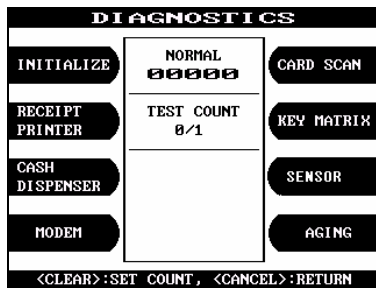 DIAGNOSTICS
INITIALIZE
NORMAL
00000
CARD SCAN
RECEIPT
PRINTER
TEST COUNT
0/1
KEY MATRIX
CASH
DISPENSER
SENSOR
MODEM
AGING
<CLEAR>:SET COUNT, <CANCEL>:RETURN